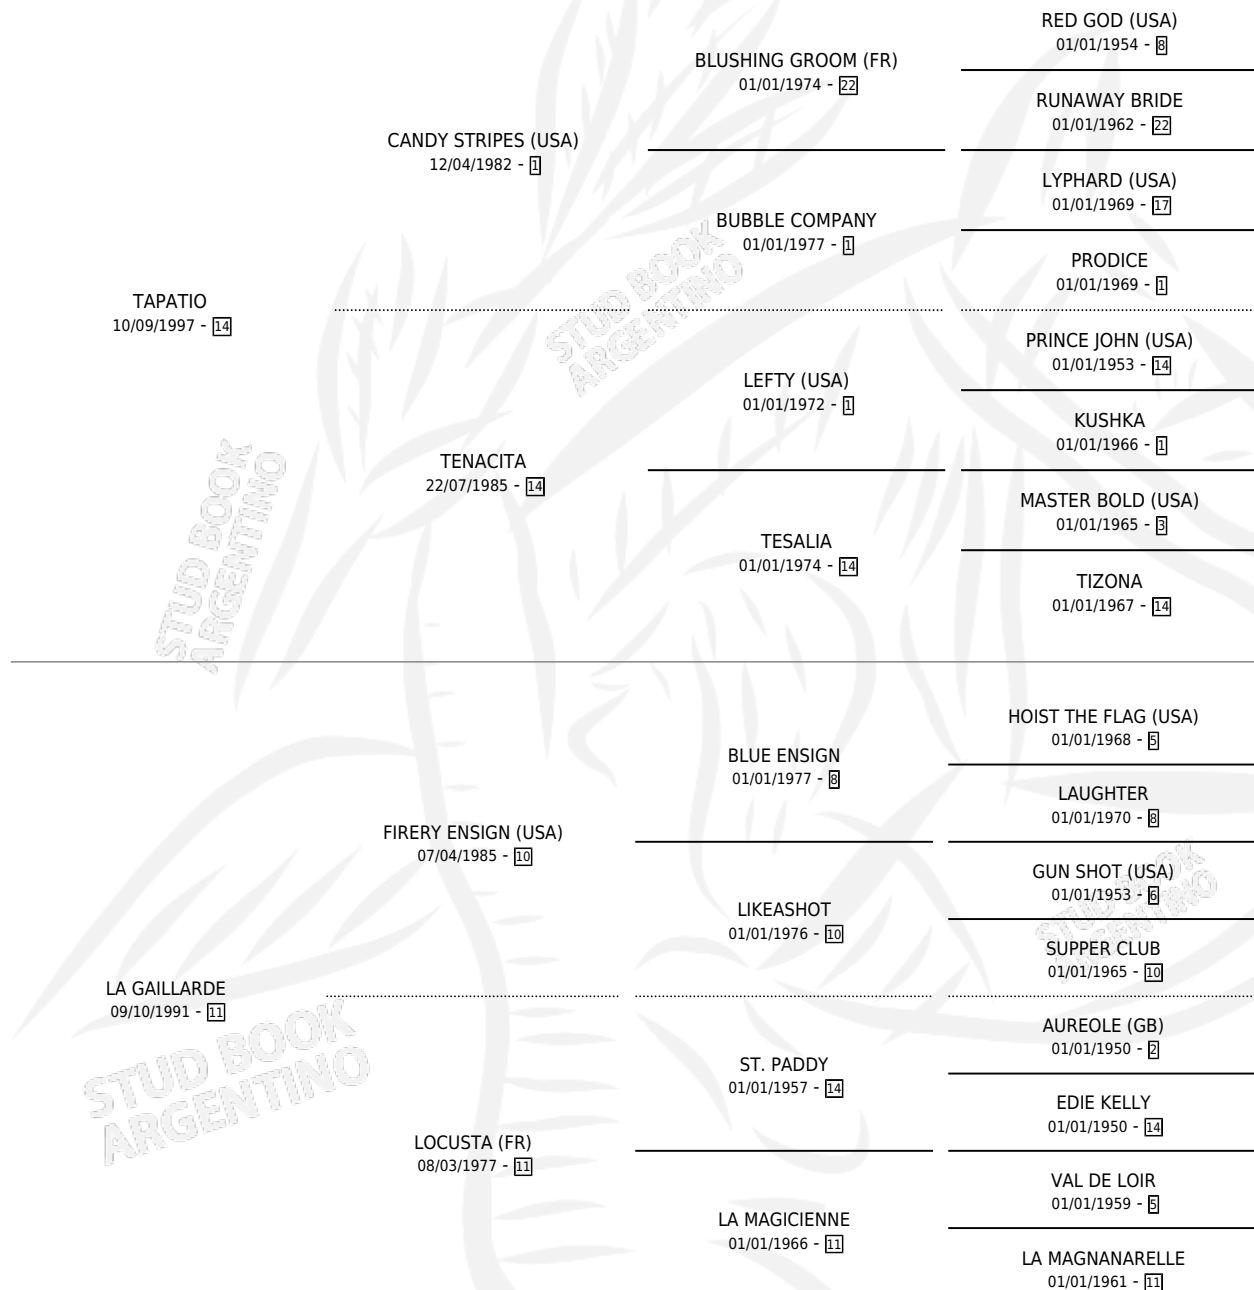 RED GOD (USA)
01/01/1954 - 8
BLUSHING GROOM (FR)
01/01/1974 - 22
RUNAWAY BRIDE
01/01/1962 - 22
CANDY STRIPES (USA)
12/04/1982 - 1
LYPHARD (USA)
01/01/1969 - 17
BUBBLE COMPANY
01/01/1977 - 1
PRODICE
01/01/1969 - 1
STUD BOOK
ARGENTINO
TAPATIO
10/09/1997 - 14
PRINCE JOHN (USA)
01/01/1953 - 14
LEFTY (USA)
01/01/1972 - 1
KUSHKA
01/01/1966 - 1
TENACITA
22/07/1985 - 14
MASTER BOLD (USA)
01/01/1965 - 3
TESALIA
01/01/1974 - 14
TIZONA
01/01/1967 - 14
STUD BOOK
ARGENTINO
HOIST THE FLAG (USA)
01/01/1968 - 5
BLUE ENSIGN
01/01/1977 - 8
LAUGHTER
01/01/1970 - 8
FIRERY ENSIGN (USA)
07/04/1985 - 10
GUN SHOT (USA)
01/01/1953 - 6
LIKEASHOT
01/01/1976 - 10
SUPPER CLUB
01/01/1965 - 10
STUD BOOK
ARGENTINO
LA GAILLARDE
09/10/1991 - 11
AUREOLE (GB)
01/01/1950 - 2
ST. PADDY
01/01/1957 - 14
EDIE KELLY
01/01/1950 - 14
STUD BOOK
ARGENTINO
LOCUSTA (FR)
08/03/1977 - 11
VAL DE LOIR
01/01/1959 - 5
LA MAGICIENNE
01/01/1966 - 11
LA MAGNANARELLE
01/01/1961 - 11